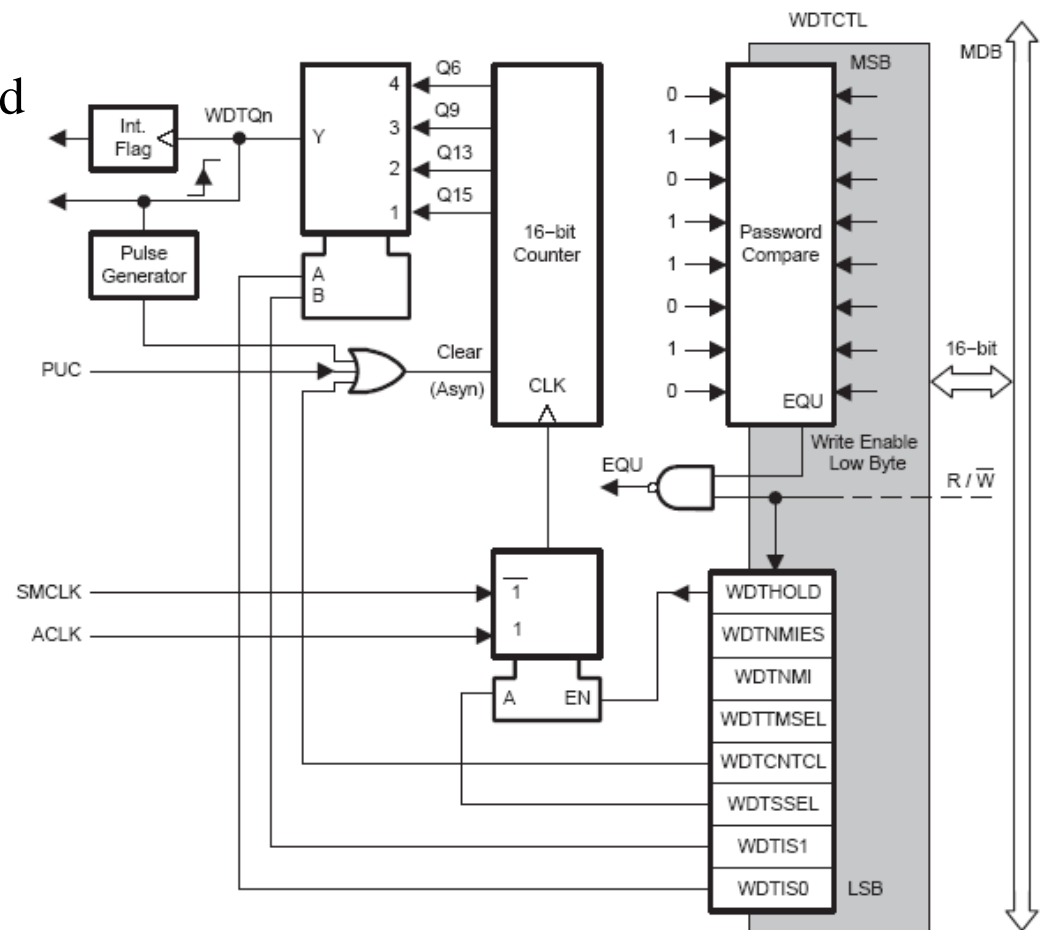 WDTCTL
MDB
MSB
d
Int.
Flag
WDTQn
Y
4
3
2
1
Q6
Q9
Q13
Q15
16-bit
Counter
0
1
0
1
1
0
1
0
Password
Compare
EQU
Pulse
Generator
A
B
PUC
Clear
(Asyn)
CLK
16-bit
Write Enable
Low Byte
EQU
R / W̅
SMCLK
ACLK
1̅
1
A
EN
WDTHOLD
WDTNMIES
WDTNMI
WDTTMSEL
WDTCNTCL
WDTSSEL
WDTIS1
WDTIS0
LSB